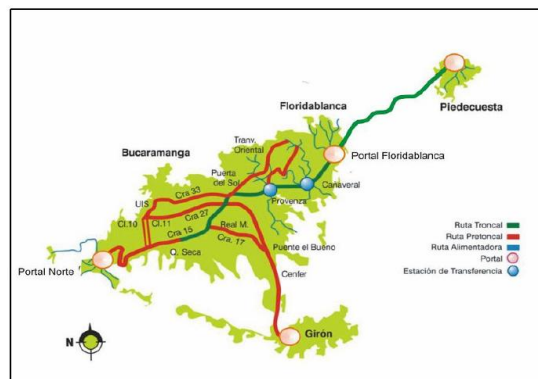 Piedecuesta
Floridablanca
Tranv.
Oriental
Portal Floridablanca
Bucaramanga
Puerta
del Sol
Cañaveral
Provenza
UIS
Cra 33
Cl.10
Cl.11
Cra 27
Cra 15
Real M.
Cra. 17
Q. Seca
Puente el Bueno
Cenfer
Portal Norte
Girón
N
Ruta Troncal
Ruta Pretoncal
Ruta Alimentadora
Portal
Estación de Transferencia